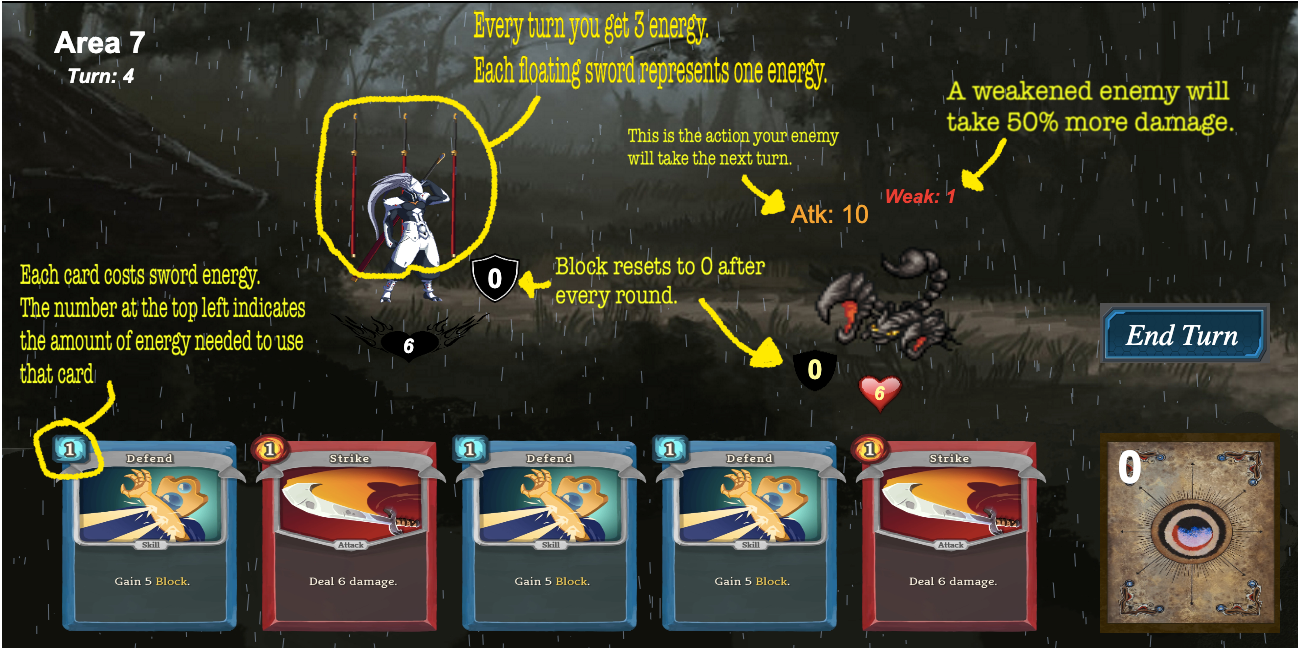 Area 7
Turn: 4
Every turn you get 3 energy.
Each floating sword represents one energy.
This is the action your enemy
will take the next turn.
Atk: 10
A weakened enemy will
take 50% more damage.
Weak: 1
Each card costs sword energy.
The number at the top left indicates
the amount of energy needed to use
that card
0
6
Block resets to 0 after
every round.
0
6
End Turn
1
Defend
Skill
Gain 5 Block.
1
Strike
Attack
Deal 6 damage.
1
Defend
Skill
Gain 5 Block.
1
Defend
Skill
Gain 5 Block.
1
Strike
Attack
Deal 6 damage.
0